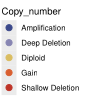 Copy_number
Amplification
Deep Deletion
Diploid
Gain
Shallow Deletion